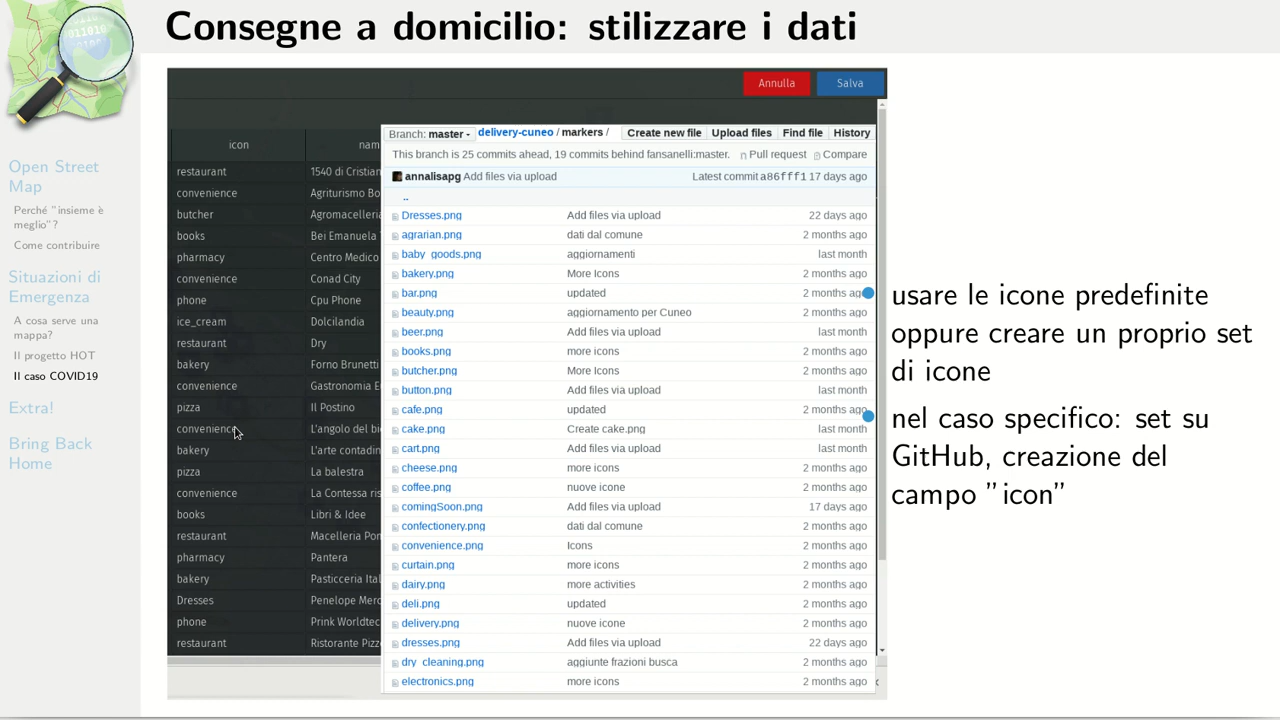 Consegne a domicilio: stilizzare i dati
Open Street
Map
Perché "insieme è
meglio"?
Come contribuire
Situazioni di
Emergenza
A cosa serve una
mappa?
Il progetto HOT
Il caso COVID19
Extra!
Bring Back
Home
Annulla Salva
icon
restaurant 1540 di Cristian
convenience Agriturismo Bo
butcher Agromacelleria
books Bei Emanuela
pharmacy Centro Medico
convenience Conad City
phone Cpu Phone
ice_cream Dolcilandia
restaurant Dry
bakery Forno Brunetti
convenience Gastronomia
pizza Il Postino
convenience L'angolo del
bakery L'arte contadin
pizza La balestra
convenience La Contessa ris
books Libri & Idee
restaurant Macelleria Pon
pharmacy Pantera
bakery Pasticceria Ital
Dresses Penelope Merc
phone Prink Worldtec
restaurant Ristorante Pizz
Branch: master delivery-cuneo / markers / Create new file Upload files Find file History
This branch is 25 commits ahead, 19 commits behind fansanelli:master. Pull request Compare
annalisapg Add files via upload Latest commit a86fff1 17 days ago
..
Dresses.png Add files via upload 22 days ago
agrarian.png dati dal comune 2 months ago
baby_goods.png aggiornamenti last month
bakery.png More Icons 2 months ago
bar.png updated 2 months ago
beauty.png aggiornamento per Cuneo 2 months ago
beer.png Add files via upload last month
books.png more icons 2 months ago
butcher.png More Icons 2 months ago
button.png Add files via upload last month
cafe.png updated 2 months ago
cake.png Create cake.png last month
cart.png Add files via upload last month
cheese.png more icons 2 months ago
coffee.png nuove icone 2 months ago
comingSoon.png Add files via upload 17 days ago
confectionery.png dati dal comune 2 months ago
convenience.png Icons 2 months ago
curtain.png more icons 2 months ago
dairy.png more activities 2 months ago
deli.png updated 2 months ago
delivery.png nuove icone 2 months ago
dresses.png Add files via upload 22 days ago
dry_cleaning.png aggiunte frazioni busca 2 months ago
electronics.png more icons 2 months ago
usare le icone predefinite
oppure creare un proprio set
di icone
nel caso specifico: set su
GitHub, creazione del
campo "icon"